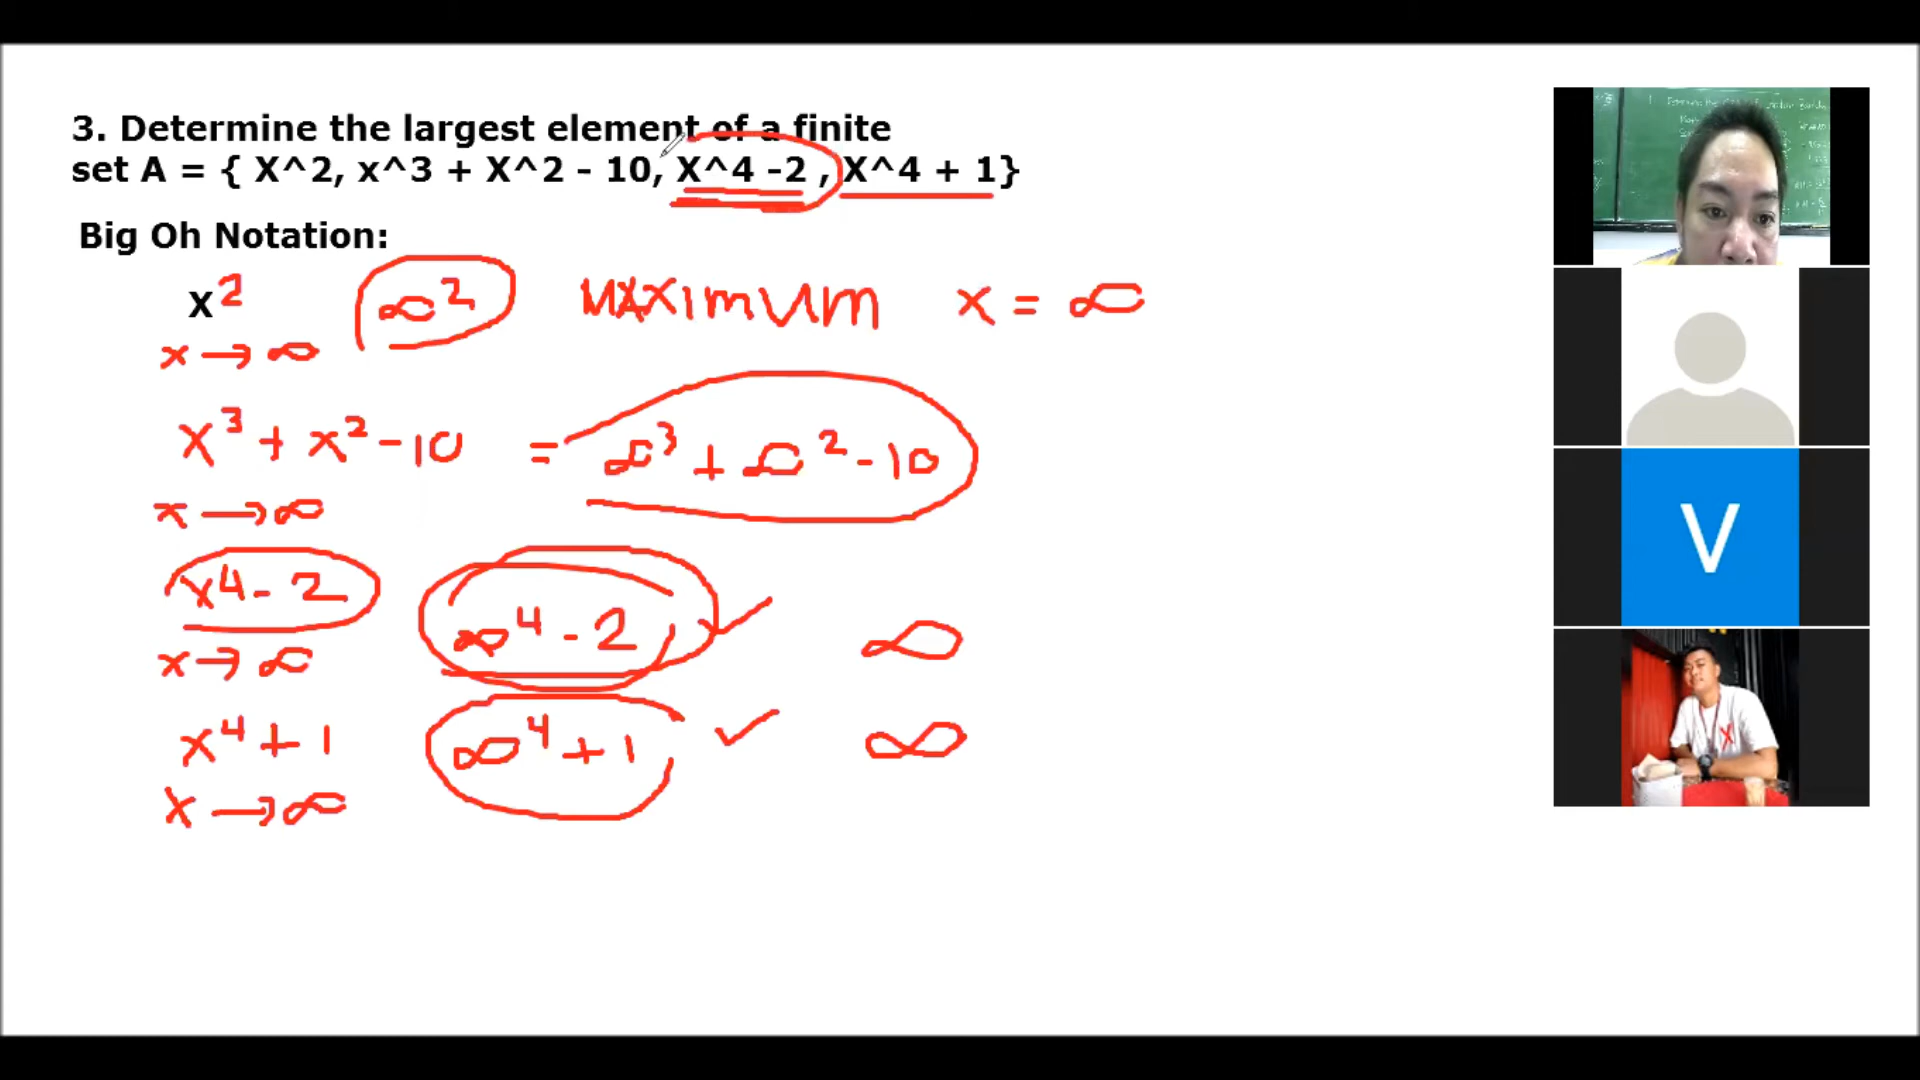 3. Determine the largest element of a finite
set A = { X^2, x^3 + X^2 - 10, X^4 -2 , X^4 + 1}
Big Oh Notation:
x² ∞² MAXIMUM x = ∞
x → ∞
x³ + x² - 10 = ∞³ + ∞² - 10
x → ∞
x⁴ - 2 ∞⁴ - 2 ✓ ∞
x → ∞
x⁴ + 1 ∞⁴ + 1 ✓ ∞
x → ∞
V